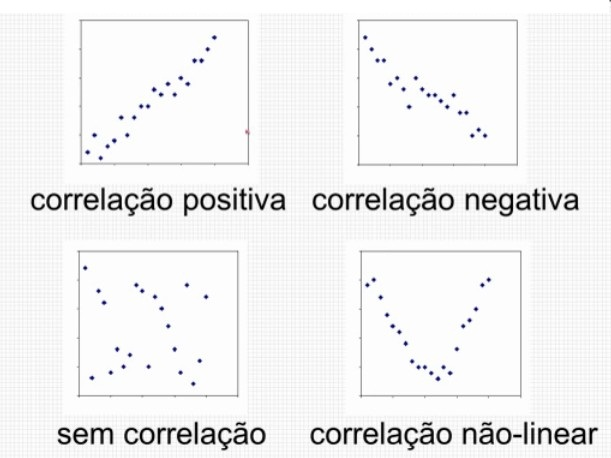 correlação positiva
correlação negativa
sem correlação
correlação não-linear